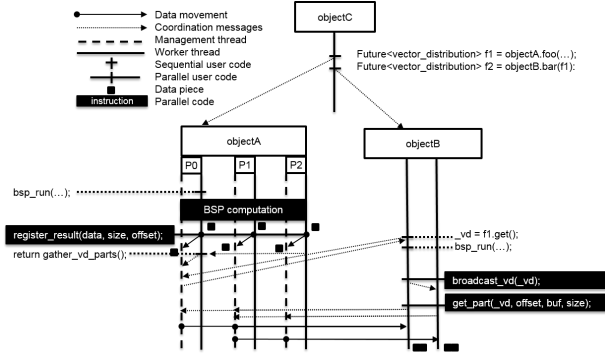 objectC
Data movement
Coordination messages
Management thread
Worker thread
Sequential user code
Parallel user code
Data piece
instruction
Parallel code
Future<vector_distribution> f1 = objectA.foo(…);
Future<vector_distribution> f2 = objectB.bar(f1):
objectA
objectB
P0
P1
P2
bsp_run(…);
BSP computation
register_result(data, size, offset);
_vd = f1.get();
bsp_run(…);
return gather_vd_parts();
broadcast_vd(_vd);
get_part(_vd, offset, buf, size);